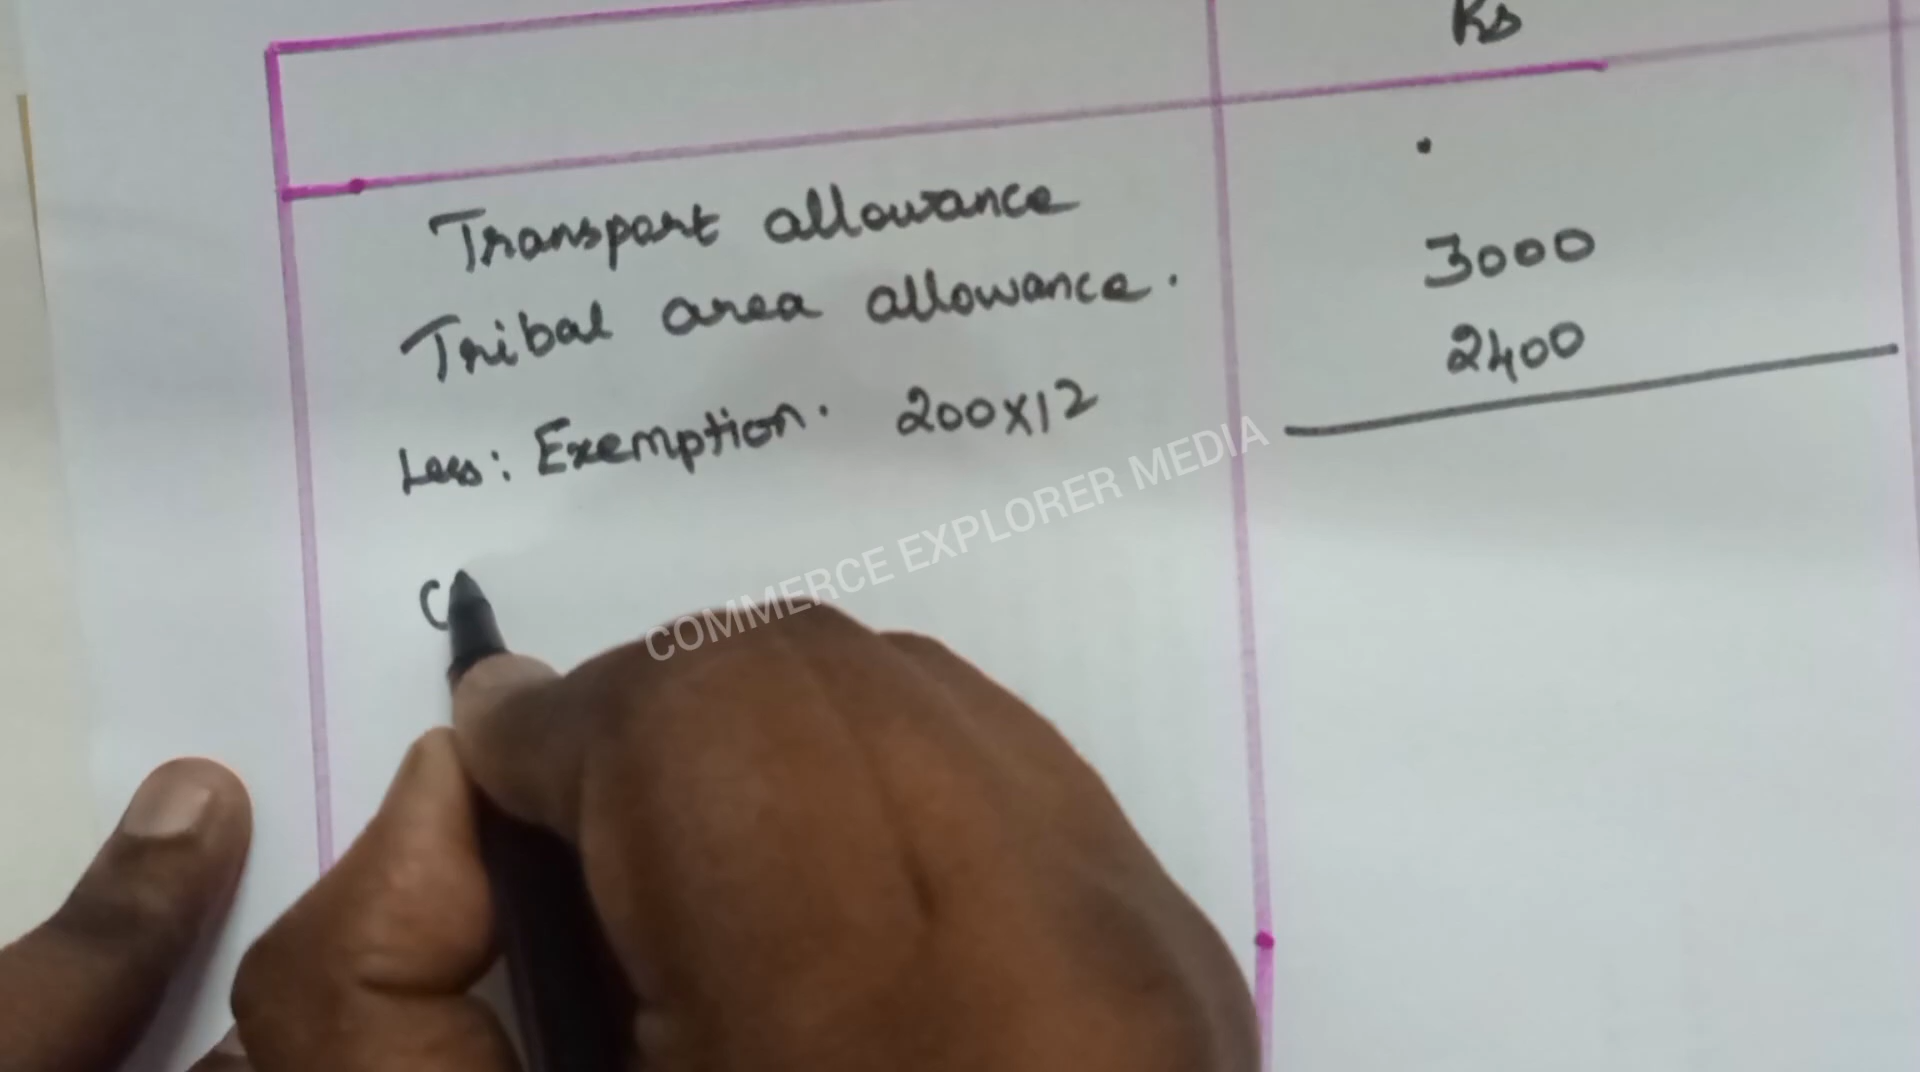 Rs
Transport allowance
Tribal area allowance. 3000
Less: Exemption. 200x12 2400
C
COMMERCE EXPLORER MEDIA